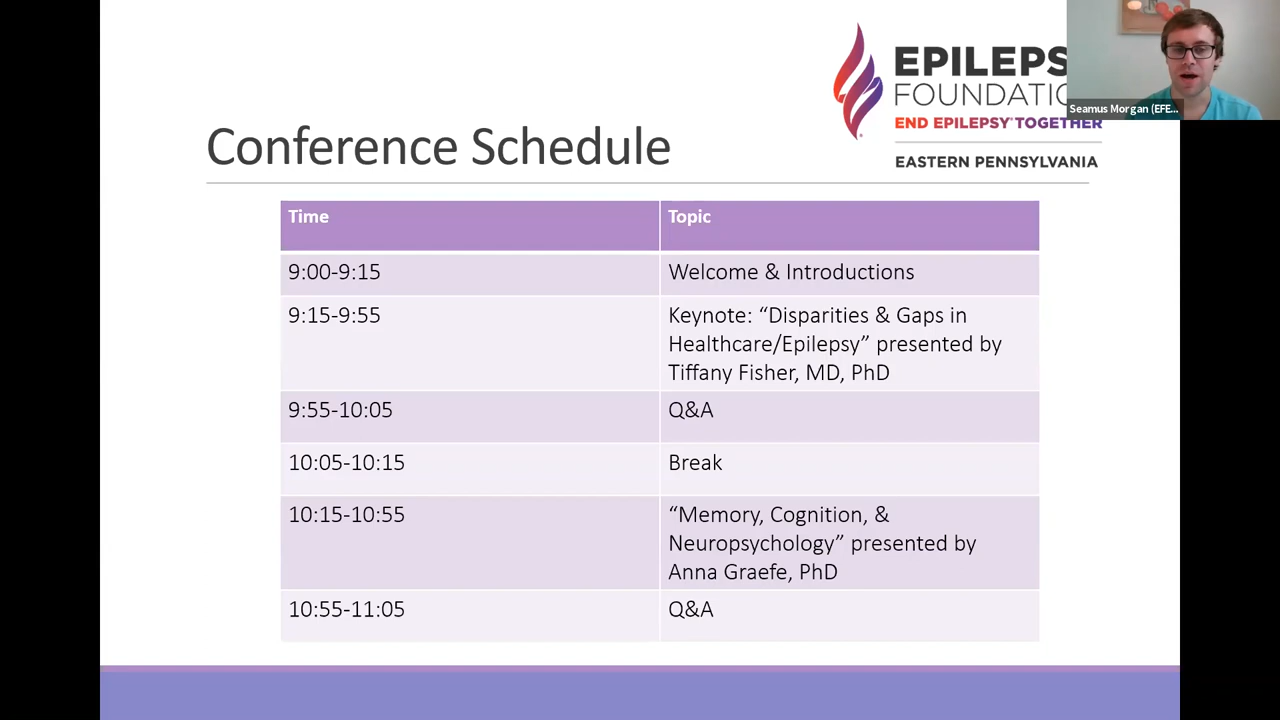 EPILEPS
FOUNDATIO
END EPILEPSY TOGETHER
EASTERN PENNSYLVANIA
Seamus Morgan (EFE...
Conference Schedule
Time Topic
9:00-9:15 Welcome & Introductions
9:15-9:55 Keynote: “Disparities & Gaps in
Healthcare/Epilepsy” presented by
Tiffany Fisher, MD, PhD
9:55-10:05 Q&A
10:05-10:15 Break
10:15-10:55 “Memory, Cognition, &
Neuropsychology” presented by
Anna Graefe, PhD
10:55-11:05 Q&A